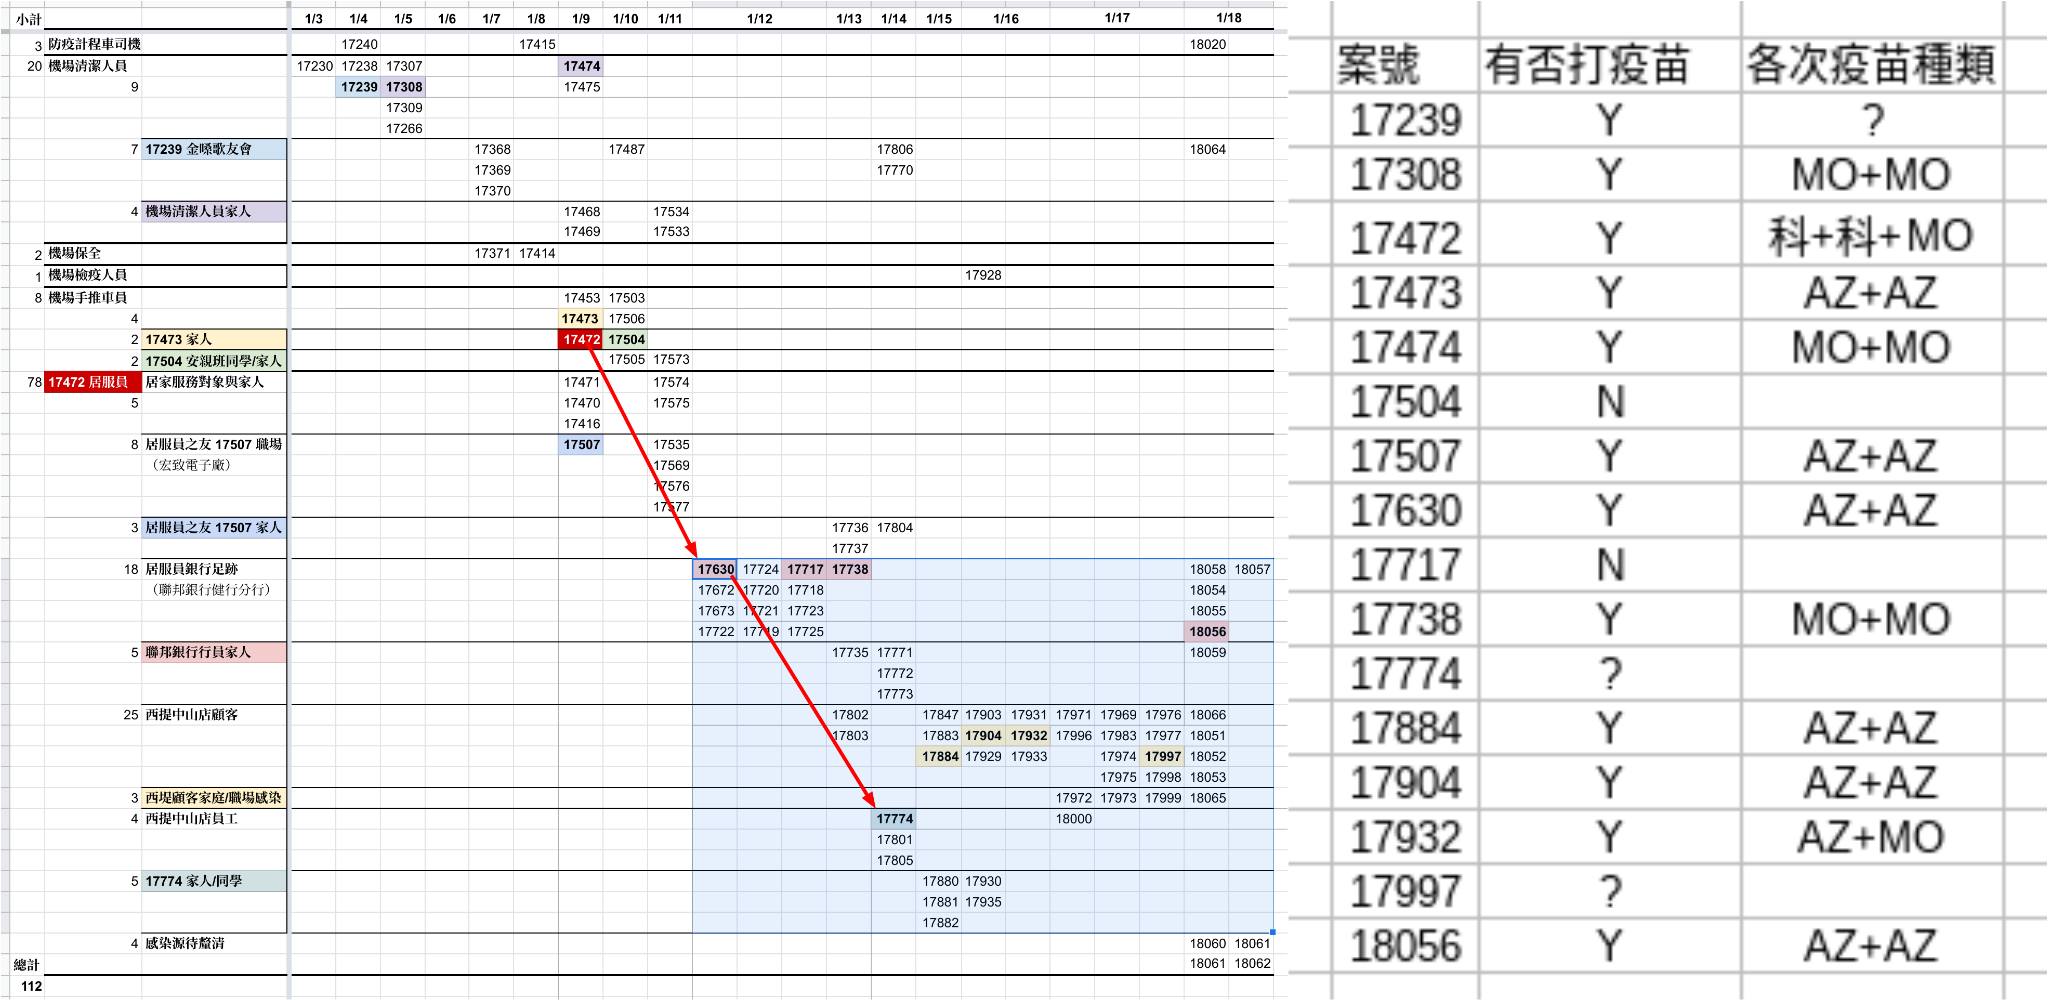 小計 1/3 1/4 1/5 1/6 1/7 1/8 1/9 1/10 1/11 1/12 1/13 1/14 1/15 1/16 1/17 1/18
3 防疫計程車司機 17240 17415 18020
20 機場清潔人員 17230 17238 17307 17474
9 17239 17308 17475
17309
17266
7 17239 金嗓歌友會 17368 17487 17806 18064
17369 17770
17370
4 機場清潔人員家人 17468 17534
17469 17533
2 機場保全 17371 17414
1 機場檢疫人員 17928
8 機場手推車員 17453 17503
4 17473 17506
2 17473 家人 17472 17504
2 17504 安親班同學/家人 17505 17573
78 17472 居服員 居家服務對象與家人 17471 17574
5 17470 17575
17416
8 居服員之友 17507 職場 17507 17535
（宏致電子廠） 17569
17576
17577
3 居服員之友 17507 家人 17736 17804
17737
18 居服員銀行足跡 17630 17724 17717 17738 18058 18057
（聯邦銀行健行分行） 17672 17720 17718 18054
17673 17721 17723 18055
17722 17719 17725 18056
5 聯邦銀行行員家人 17735 17771 18059
17772
17773
25 西提中山店顧客 17802 17847 17903 17931 17971 17969 17976 18066
17803 17883 17904 17932 17996 17983 17977 18051
17884 17929 17933 17974 17997 18052
17975 17998 18053
3 西堤顧客家庭/職場感染 17972 17973 17999 18065
4 西提中山店員工 17774 18000
17801
17805
5 17774 家人/同學 17880 17930
17881 17935
17882
4 感染源待釐清 18060 18061
總計 18061 18062
112
案號 有否打疫苗 各次疫苗種類
17239 Y ?
17308 Y MO+MO
17472 Y 科+科+MO
17473 Y AZ+AZ
17474 Y MO+MO
17504 N
17507 Y AZ+AZ
17630 Y AZ+AZ
17717 N
17738 Y MO+MO
17774 ?
17884 Y AZ+AZ
17904 Y AZ+AZ
17932 Y AZ+MO
17997 ?
18056 Y AZ+AZ